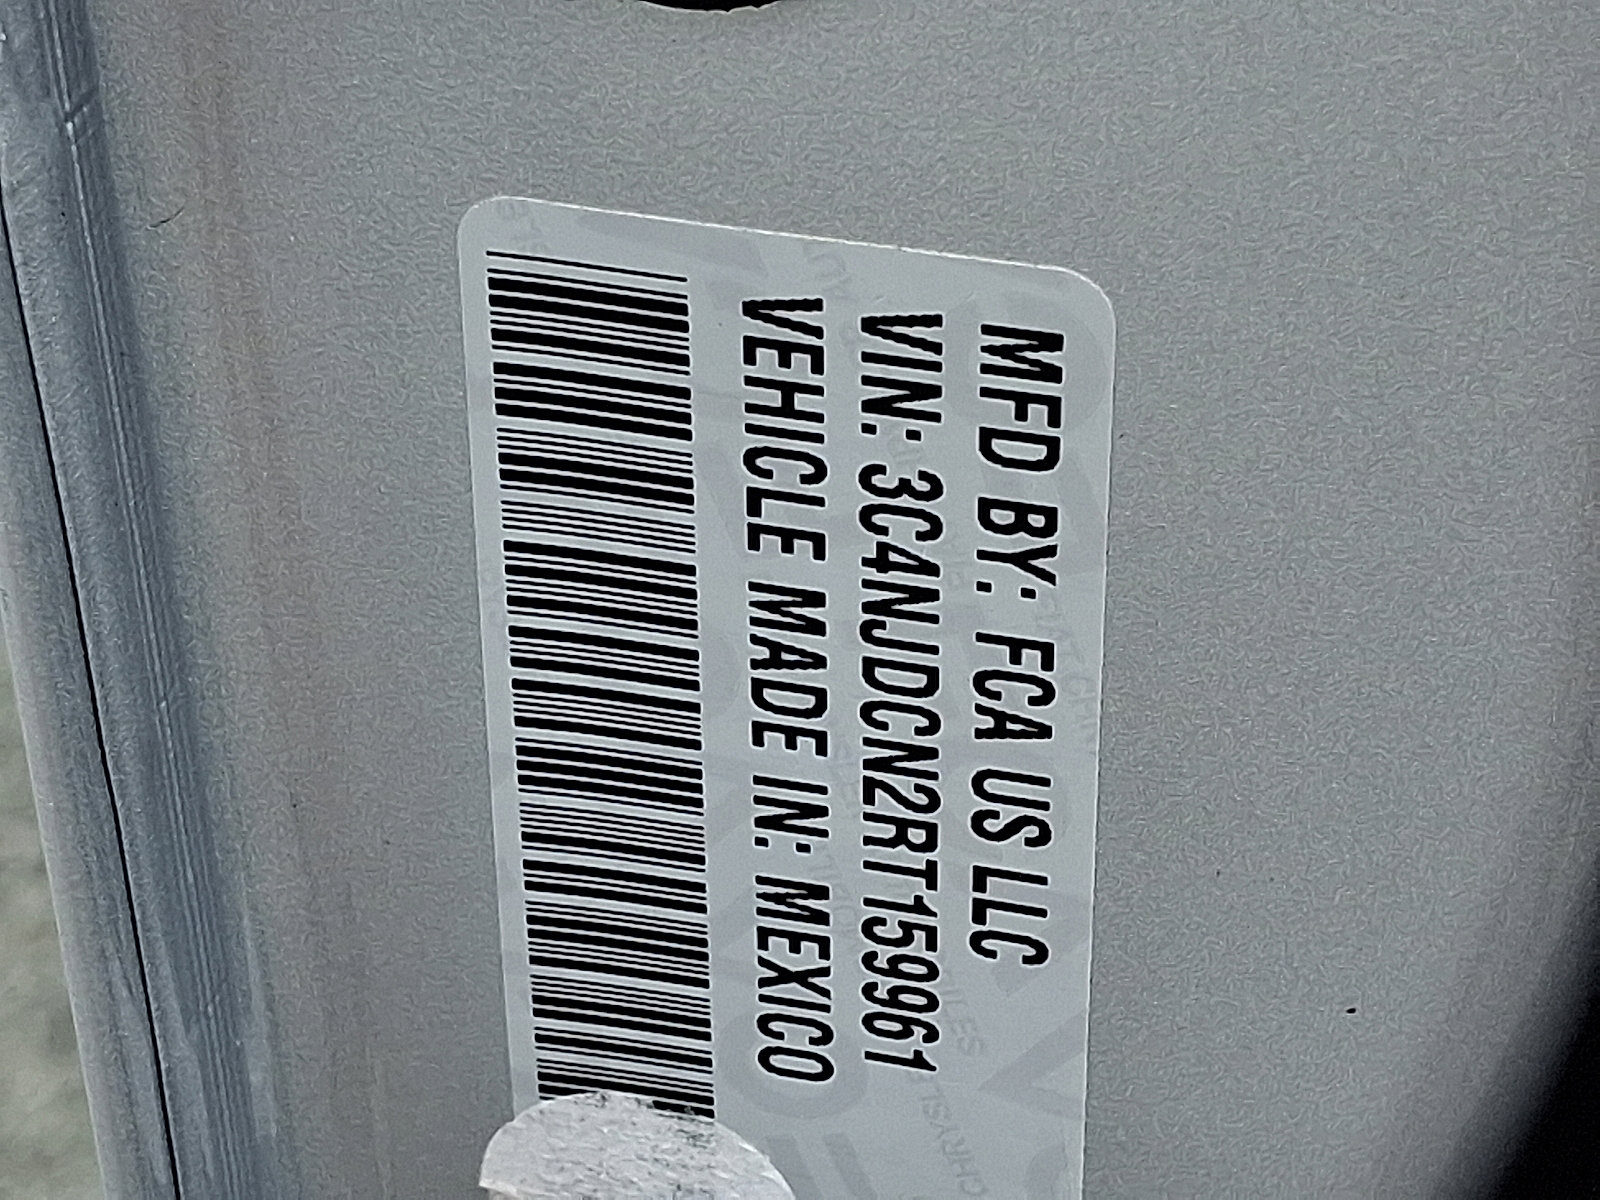 MFD BY: FCA US LLC
VIN: 3C4NJDCN2RT159961
VEHICLE MADE IN: MEXICO